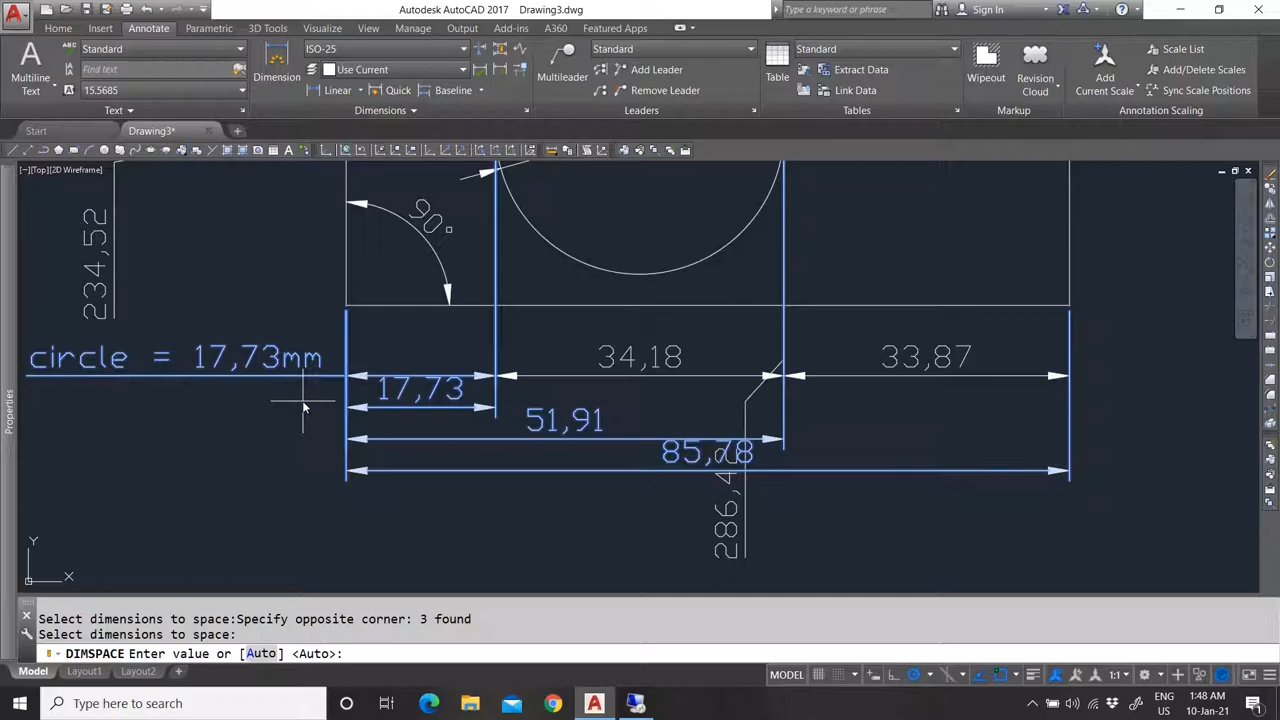 Autodesk AutoCAD 2017 Drawing3.dwg
Type a keyword or phrase
Sign In
Home Insert Annotate Parametric 3D Tools Visualize View Manage Output Add-ins A360 Featured Apps
Multiline Text
ABC
Standard
Find text
15.5685
Text
Dimension
ISO-25
Use Current
Linear Quick Baseline
Dimensions
Multileader
Standard
Add Leader
Remove Leader
Leaders
Table
Standard
Extract Data
Link Data
Tables
Wipeout
Revision Cloud
Markup
Add Current Scale
Scale List
Add/Delete Scales
Sync Scale Positions
Annotation Scaling
Start Drawing3*
[−][Top][2D Wireframe]
234,52
90°
circle = 17,73mm
34,18
33,87
17,73
51,91
85,78
Y
X
Properties
Select dimensions to space:Specify opposite corner: 3 found
Select dimensions to space:
DIMSPACE Enter value or [Auto] <Auto>:
Model Layout1 Layout2
MODEL
1:1
Type here to search
ENG
US
1:48 AM
10-Jan-21